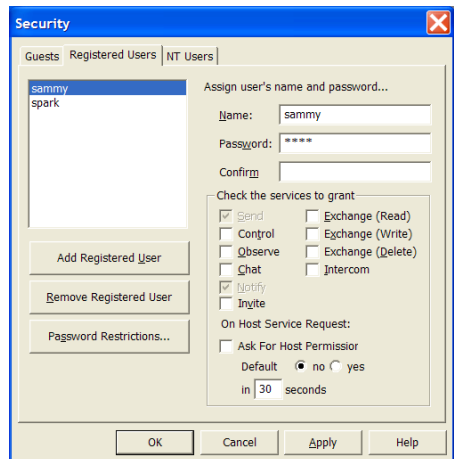 Security
Guests Registered Users NT Users
sammy
spark
Assign user's name and password...
Name: sammy
Password: ****
Confirm
Check the services to grant
Send Exchange (Read)
Control Exchange (Write)
Observe Exchange (Delete)
Chat Intercom
Notify
Invite
Add Registered User
Remove Registered User
Password Restrictions...
On Host Service Request:
Ask For Host Permissior
Default no yes
in 30 seconds
OK Cancel Apply Help